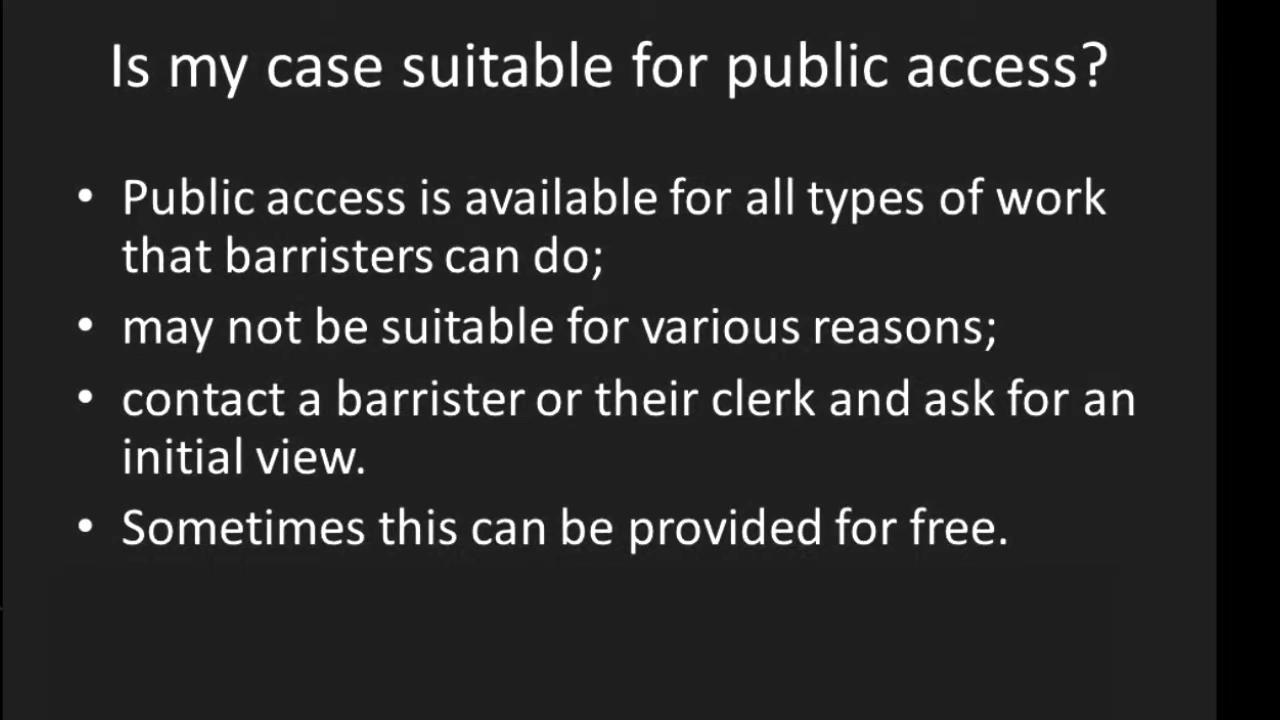 Is my case suitable for public access?
• Public access is available for all types of work
that barristers can do;
• may not be suitable for various reasons;
• contact a barrister or their clerk and ask for an
initial view.
• Sometimes this can be provided for free.